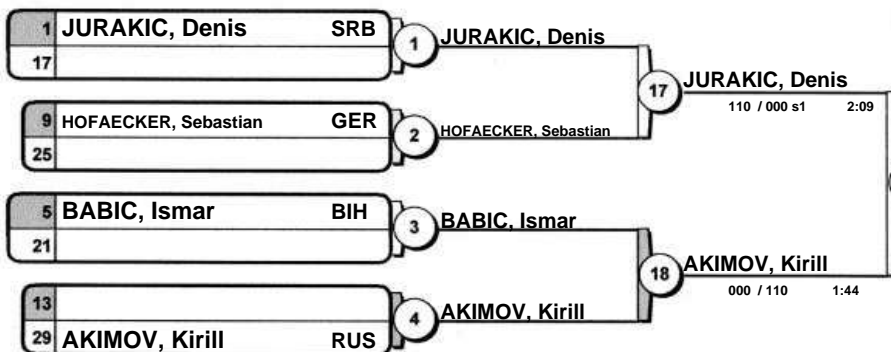 1 JURAKIC, Denis SRB
17
1
JURAKIC, Denis
9 HOFAECKER, Sebastian GER
25
2
HOFAECKER, Sebastian
17
JURAKIC, Denis
110 / 000 s1 2:09
5 BABIC, Ismar BIH
21
3
BABIC, Ismar
13
29 AKIMOV, Kirill RUS
4
AKIMOV, Kirill
18
AKIMOV, Kirill
000 / 110 1:44